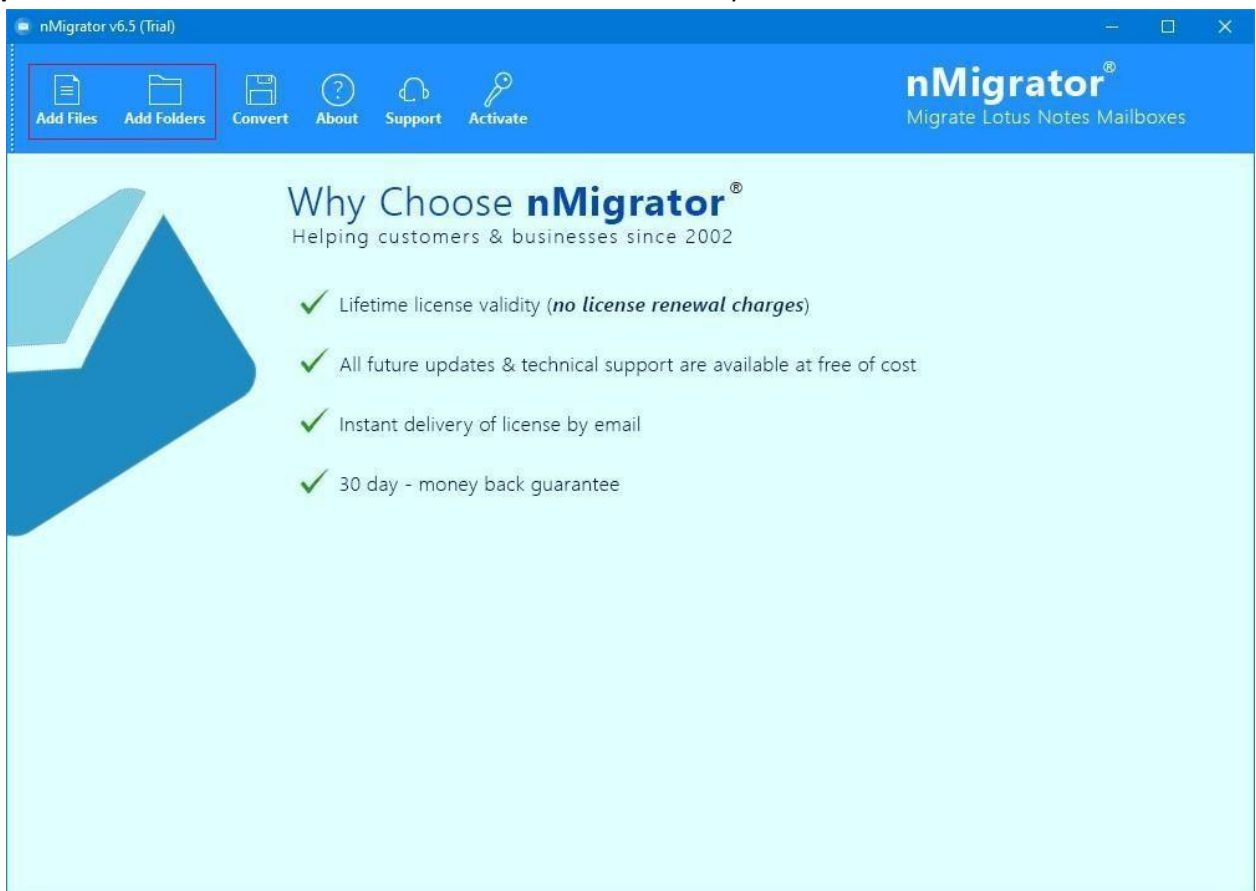 nMigrator v6.5 (Trial)
Add Files Add Folders Convert About Support Activate
nMigrator®
Migrate Lotus Notes Mailboxes
Why Choose nMigrator®
Helping customers & businesses since 2002
Lifetime license validity (no license renewal charges)
All future updates & technical support are available at free of cost
Instant delivery of license by email
30 day - money back guarantee